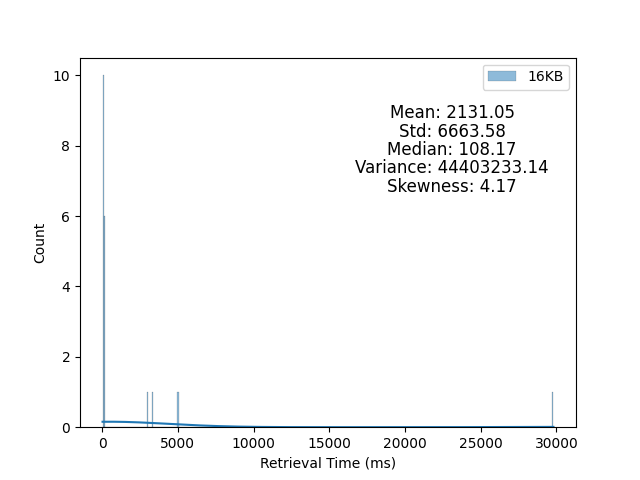 16KB
Mean: 2131.05
Std: 6663.58
Median: 108.17
Variance: 44403233.14
Skewness: 4.17
10
8
6
4
2
0
Count
0 5000 10000 15000 20000 25000 30000
Retrieval Time (ms)